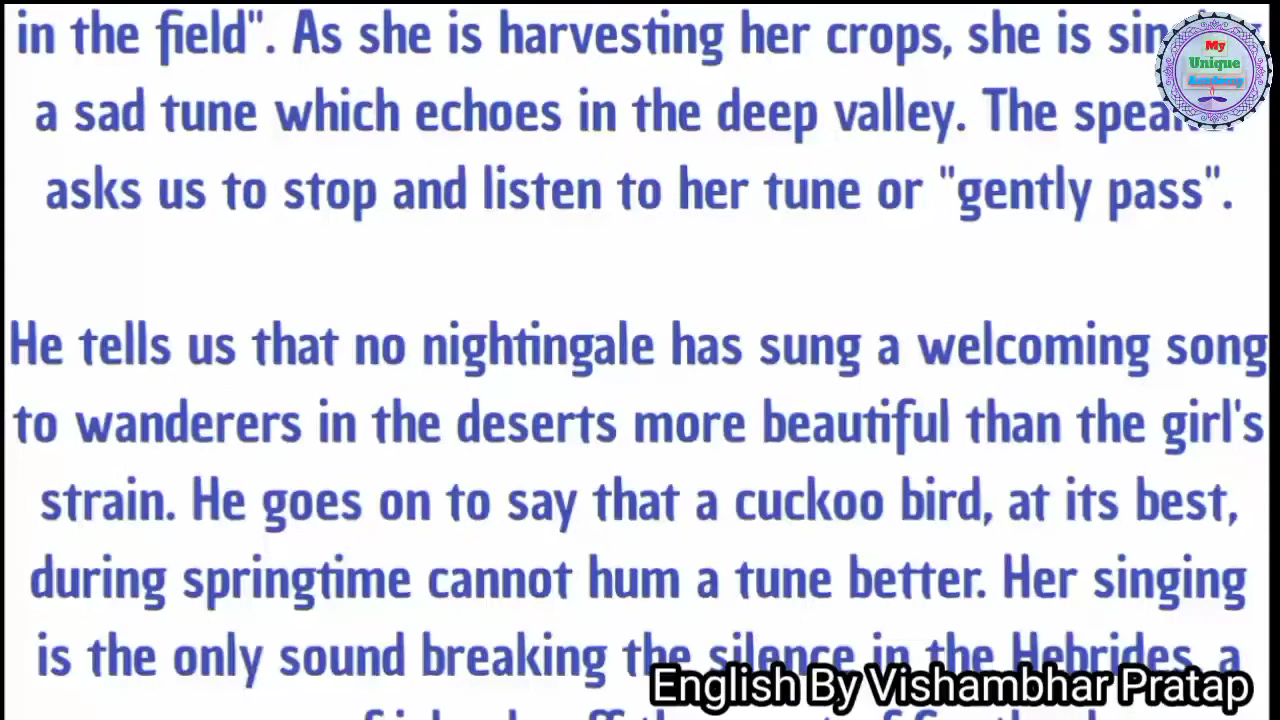 in the field". As she is harvesting her crops, she is
My
Unique
Academy
a sad tune which echoes in the deep valley. The
asks us to stop and listen to her tune or "gently pass".
He tells us that no nightingale has sung a welcoming song
to wanderers in the deserts more beautiful than the girl's
strain. He goes on to say that a cuckoo bird, at its best,
during springtime cannot hum a tune better. Her singing
is the only sound breaking the silence in the Hebrides, a
English By Vishambhar Pratap